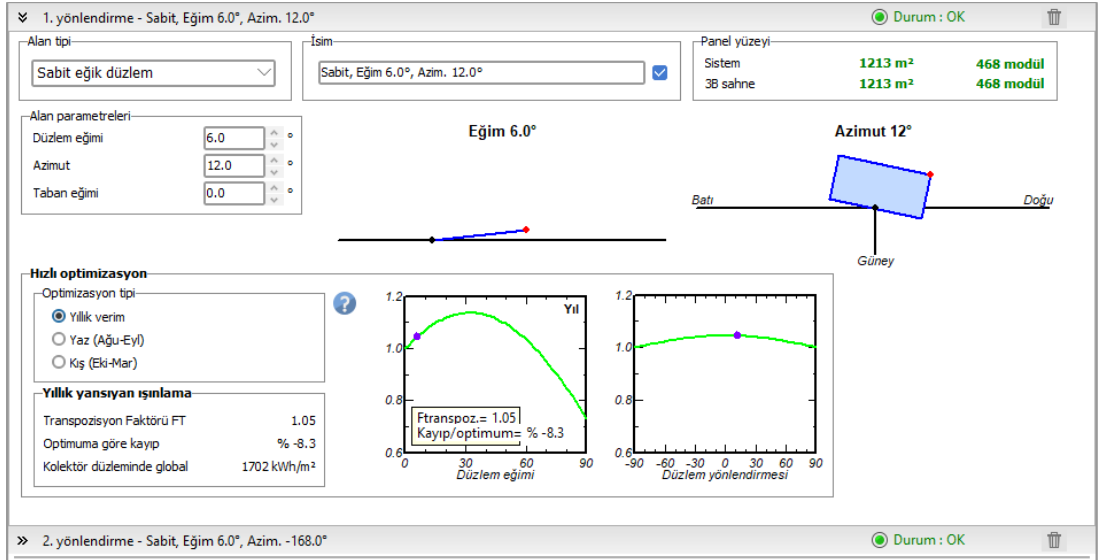 1. yönlendirme - Sabit, Eğim 6.0°, Azim. 12.0°
Durum : OK
Alan tipi
Sabit eğik düzlem
İsim
Sabit, Eğim 6.0°, Azim. 12.0°
Panel yüzeyi
Sistem 1213 m² 468 modül
3B sahne 1213 m² 468 modül
Alan parametreleri
Düzlem eğimi 6.0 °
Azimut 12.0 °
Taban eğimi 0.0 °
Eğim 6.0°
Azimut 12°
Batı
Doğu
Güney
Hızlı optimizasyon
Optimizasyon tipi
Yıllık verim
Yaz (Ağu-Eyl)
Kış (Eki-Mar)
?
Yıllık yansıyan ışınlama
Transpozisyon Faktörü FT 1.05
Optimuma göre kayıp % -8.3
Kolektör düzleminde global 1702 kWh/m²
Yıl
1.2
1.0
0.8
0.6
Ftranspoz.= 1.05
Kayıp/optimum= % -8.3
0 30 60 90
Düzlem eğimi
1.2
1.0
0.8
0.6
-90 -60 -30 0 30 60 90
Düzlem yönlendirmesi
2. yönlendirme - Sabit, Eğim 6.0°, Azim. -168.0°
Durum : OK